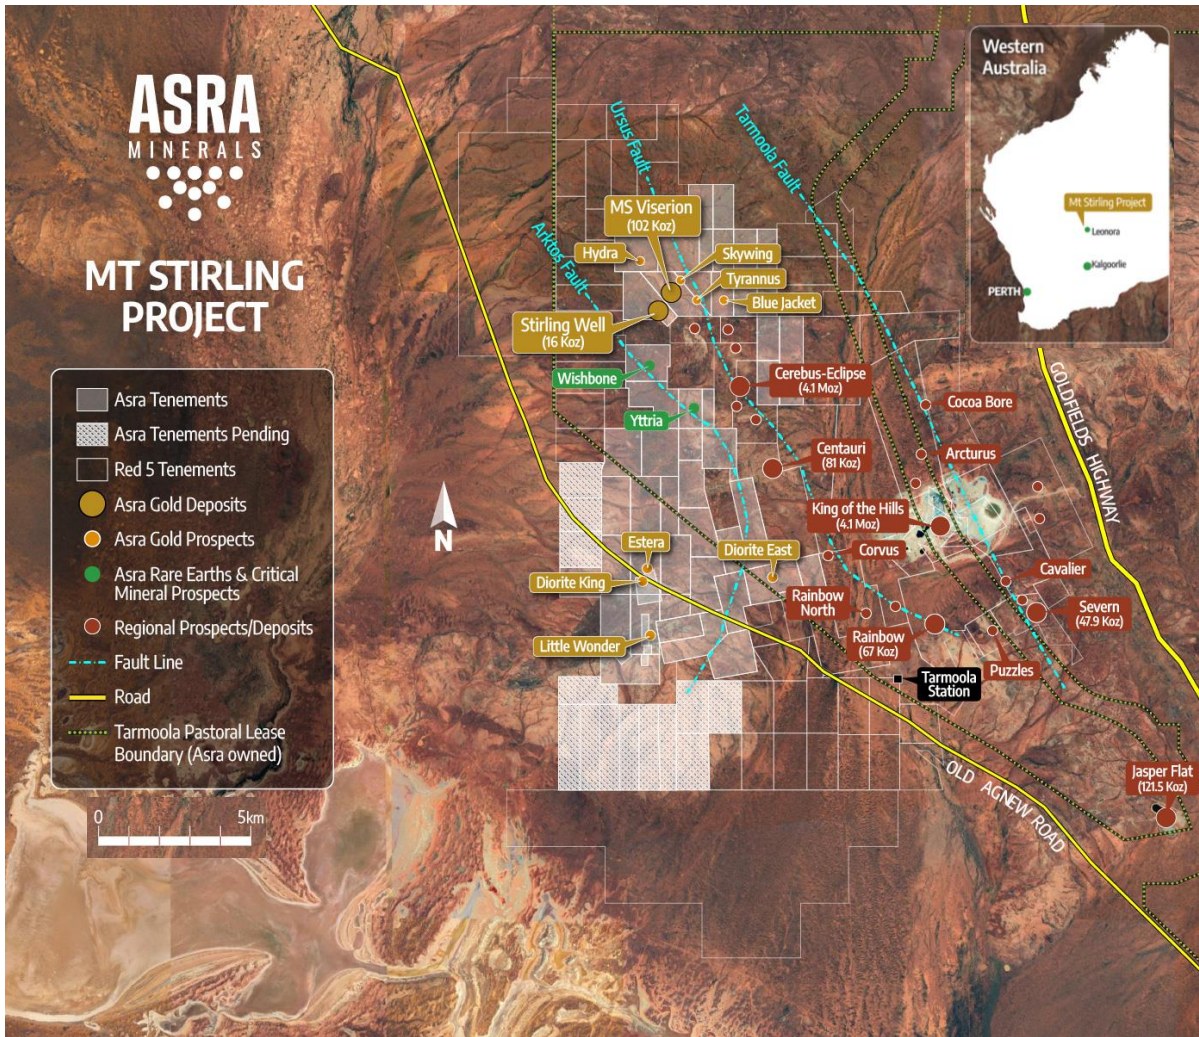 ASRA
MINERALS
MT STIRLING
PROJECT
Asra Tenements
Asra Tenements Pending
Red 5 Tenements
Asra Gold Deposits
Asra Gold Prospects
Asra Rare Earths & Critical
Mineral Prospects
Regional Prospects/Deposits
Fault Line
Road
Tarmoola Pastoral Lease
Boundary (Asra owned)
0
5km
N
Ursus Fault
Tarmoola Fault
Arktos Fault
MS Viserion
(102 Koz)
Hydra
Skywing
Tyrannus
Blue Jacket
Stirling Well
(16 Koz)
Wishbone
Yttria
Cerebus-Eclipse
(4.1 Moz)
Cocoa Bore
Centauri
(81 Koz)
Arcturus
King of the Hills
(4.1 Moz)
Corvus
Estera
Diorite East
Diorite King
Cavalier
Rainbow
North
Severn
(47.9 Koz)
Little Wonder
Rainbow
(67 Koz)
Puzzles
Tarmoola
Station
Jasper Flat
(121.5 Koz)
OLD AGNEW ROAD
GOLDFIELDS HIGHWAY
Western
Australia
Mt Stirling Project
Leonora
Kalgoorlie
PERTH